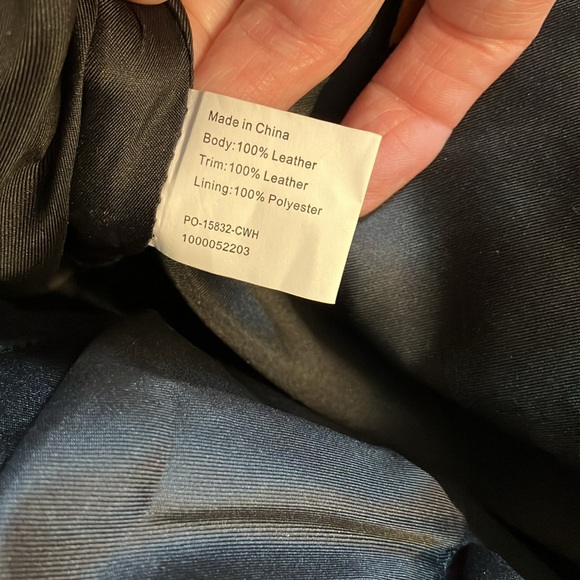 Made in China
Body:100% Leather
Trim:100% Leather
Lining:100% Polyester
PO-15832-CWH
1000052203